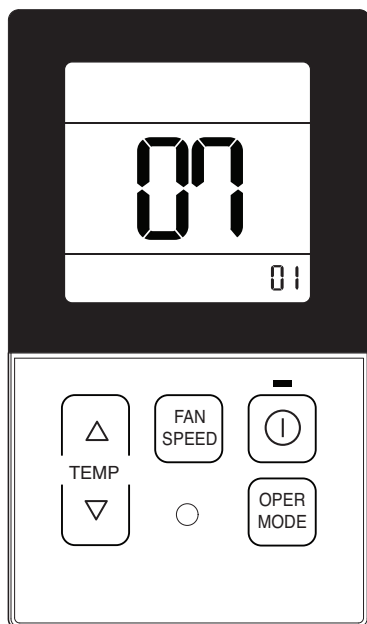 07
01
FAN
SPEED
TEMP
OPER
MODE